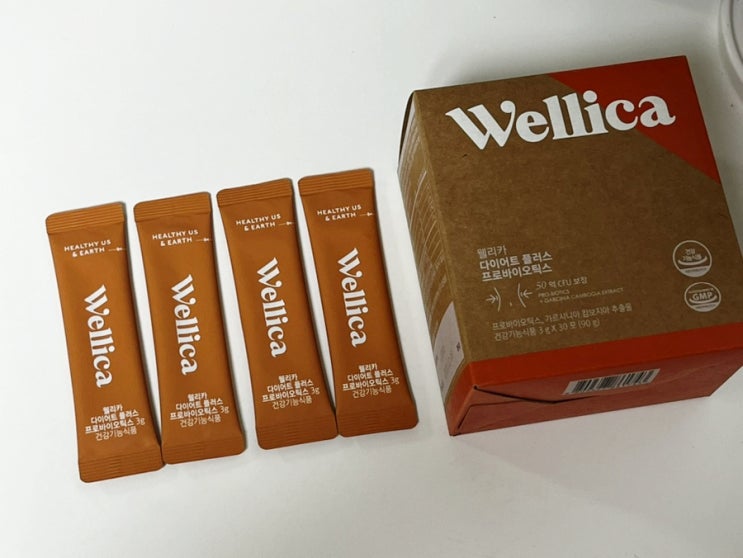 HEALTHY US
& EARTH
Wellica
웰리카
다이어트 플러스
프로바이오틱스 3g
건강기능식품
HEALTHY US
& EARTH
Wellica
웰리카
다이어트 플러스
프로바이오틱스 3g
건강기능식품
HEALTHY US
& EARTH
Wellica
웰리카
다이어트 플러스
프로바이오틱스 3g
건강기능식품
HEALTHY US
& EARTH
Wellica
웰리카
다이어트 플러스
프로바이오틱스 3g
건강기능식품
Wellica
웰리카
다이어트 플러스
프로바이오틱스
50 억 CFU 보장
PROBIOTICS
+ GARCINIA CAMBOGIA EXTRACT
프로바이오틱스, 가르시니아 캄보지아 추출물
건강기능식품 3 g X 30 포 (90 g)
건강
기능식품
GMP